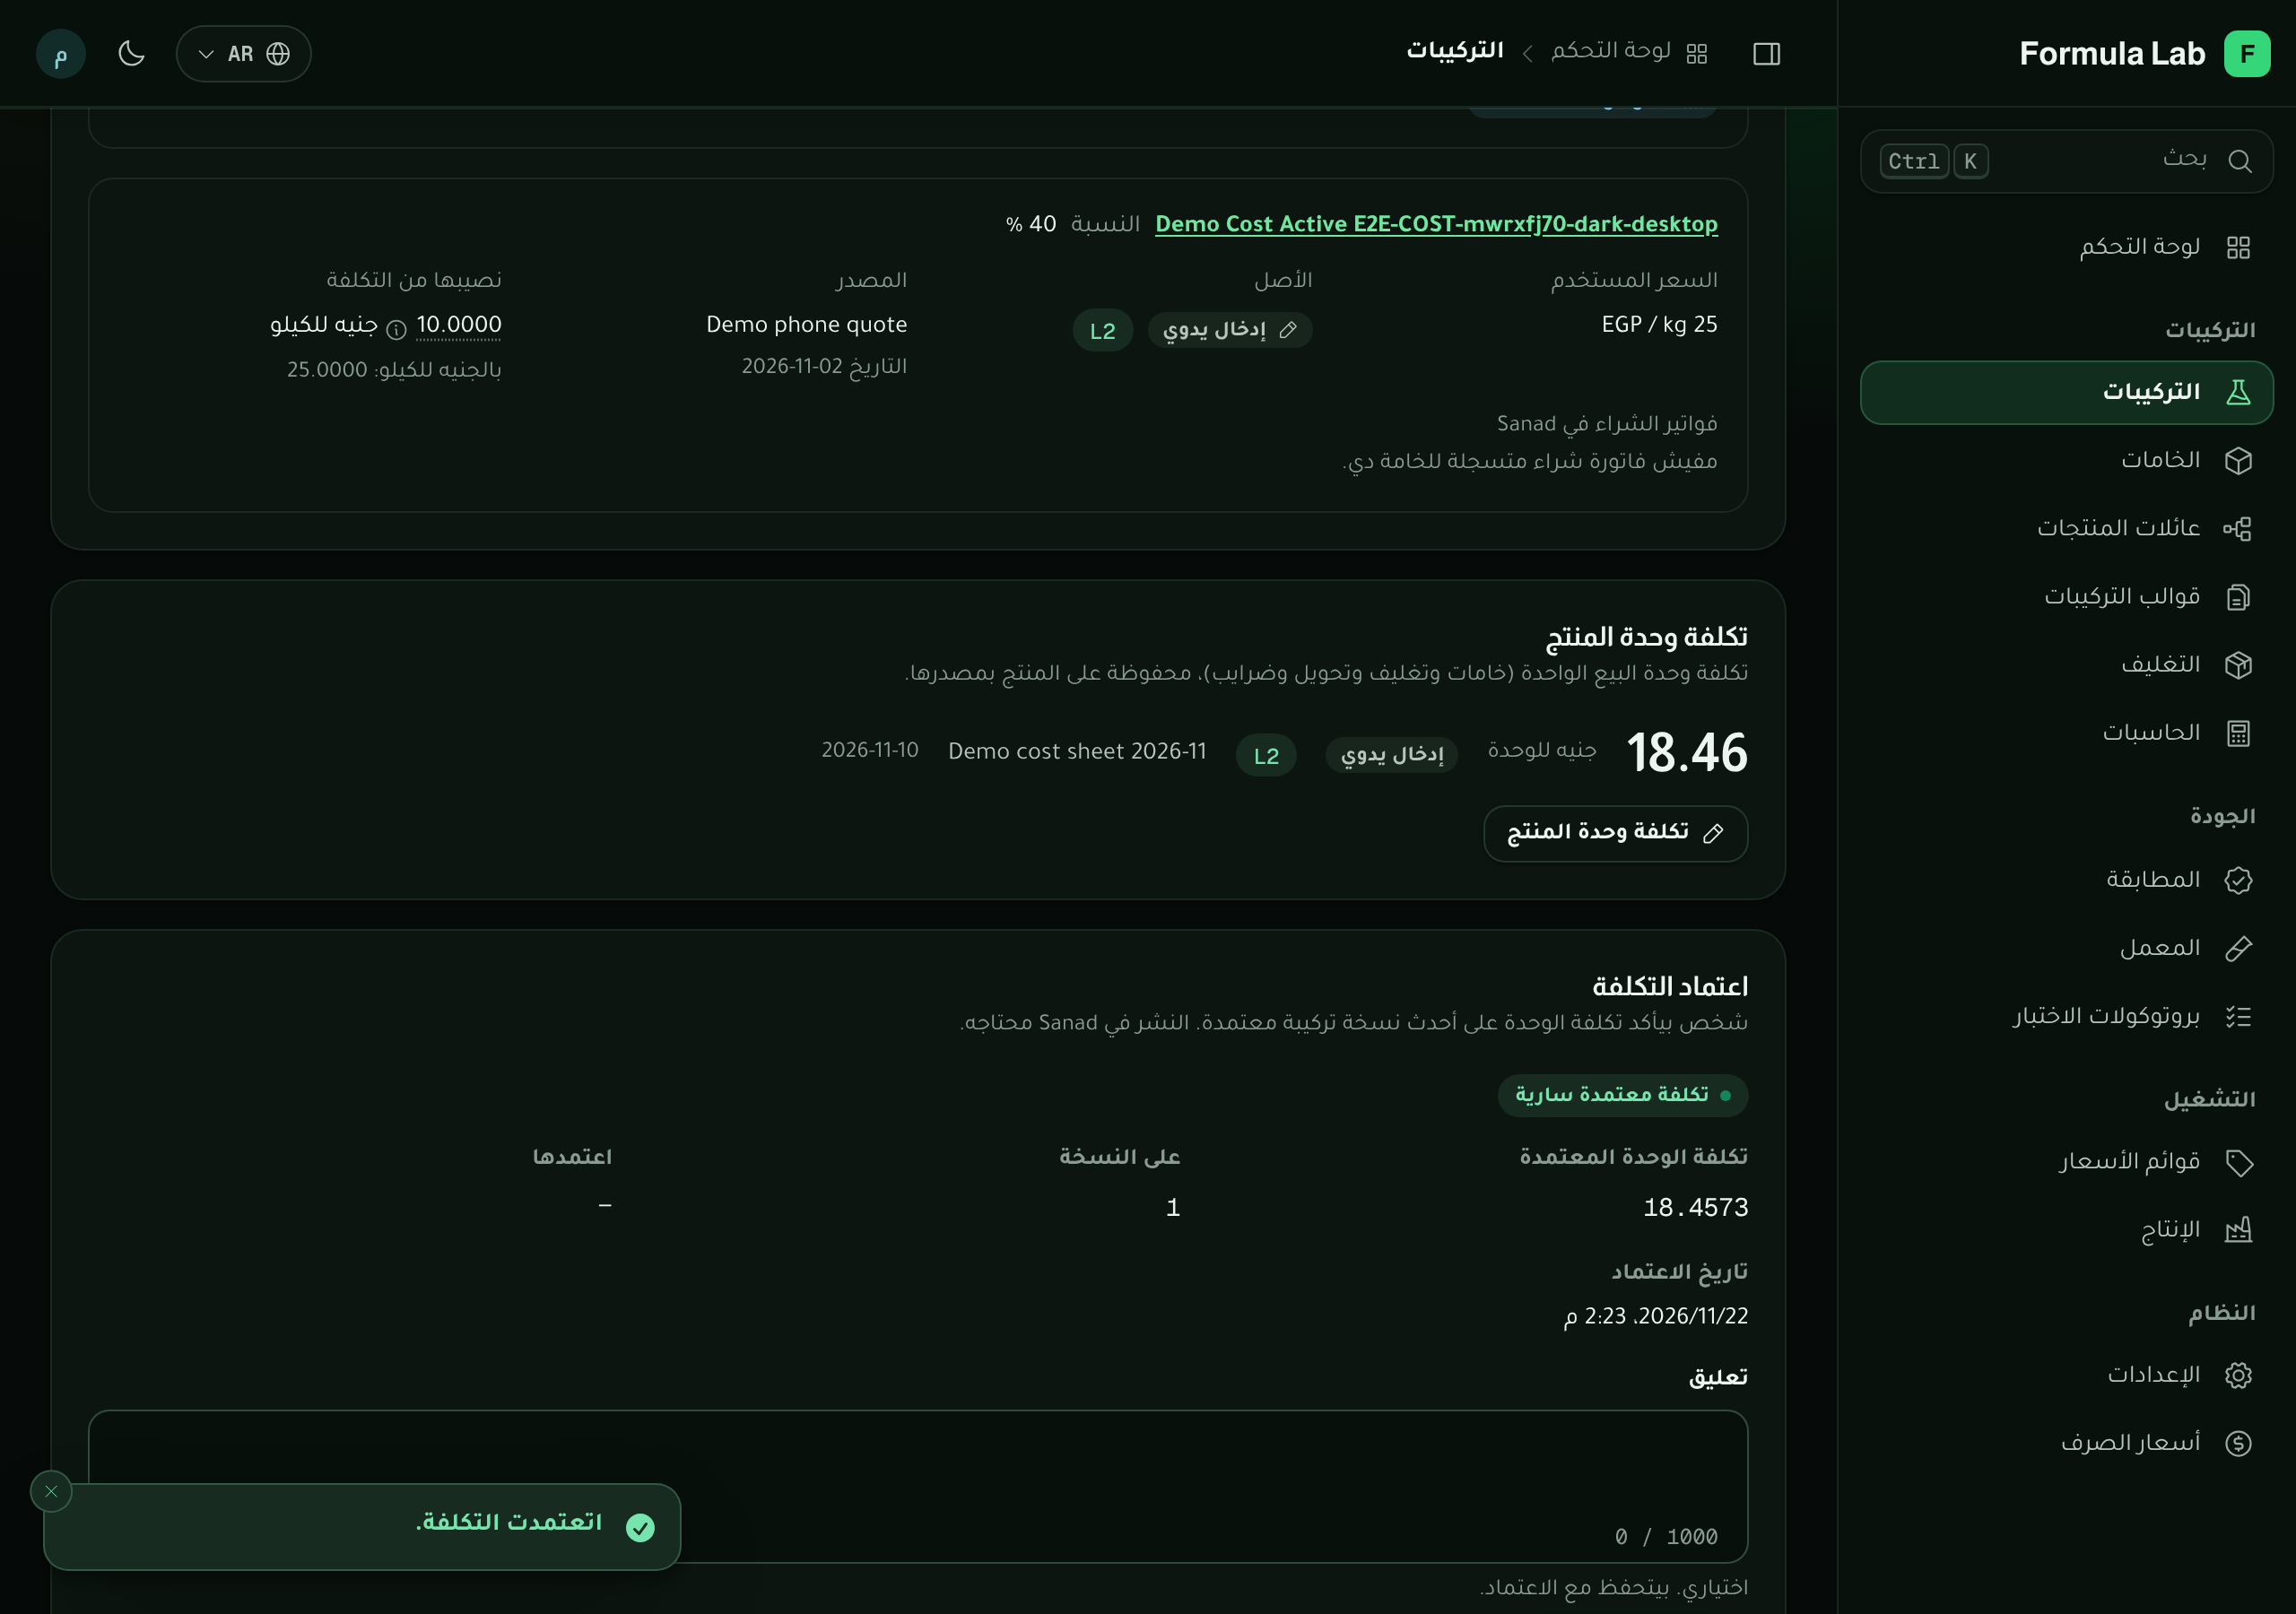 F Formula Lab
بحث Ctrl K
لوحة التحكم
التركيبات
التركيبات
الخامات
عائلات المنتجات
قوالب التركيبات
التغليف
الحاسبات
الجودة
المطابقة
المعمل
بروتوكولات الاختبار
التشغيل
قوائم الأسعار
الإنتاج
النظام
الإعدادات
أسعار الصرف
لوحة التحكم
التركيبات
AR
م
Demo Cost Active E2E-COST-mwrxfj70-dark-desktop النسبة 40 %
السعر المستخدم
EGP / kg 25
الأصل
إدخال يدوي L2
المصدر
Demo phone quote
التاريخ 2026-11-02
نصيبها من التكلفة
10.0000 جنيه للكيلو
بالجنيه للكيلو: 25.0000
فواتير الشراء في Sanad
مفيش فاتورة شراء متسجلة للخامة دي.
تكلفة وحدة المنتج
تكلفة وحدة البيع الواحدة (خامات وتغليف وتحويل وضرايب)، محفوظة على المنتج بمصدرها.
18.46 جنيه للوحدة إدخال يدوي L2 Demo cost sheet 2026-11 2026-11-10
تكلفة وحدة المنتج
اعتماد التكلفة
شخص بيأكد تكلفة الوحدة على أحدث نسخة تركيبة معتمدة. النشر في Sanad محتاجه.
تكلفة معتمدة سارية
تكلفة الوحدة المعتمدة
18.4573
على النسخة
1
اعتمدها
–
تاريخ الاعتماد
2026/11/22، 2:23 م
تعليق
0 / 1000
اختياري. بيتحفظ مع الاعتماد.
اتعتمدت التكلفة.